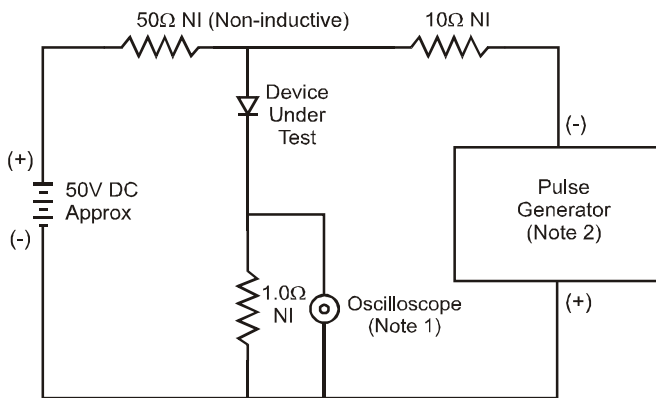 50Ω NI (Non-inductive)
10Ω NI
Device
Under
Test
(+)
50V DC
Approx
(-)
(-)
Pulse
Generator
(Note 2)
(+)
1.0Ω
NI
Oscilloscope
(Note 1)